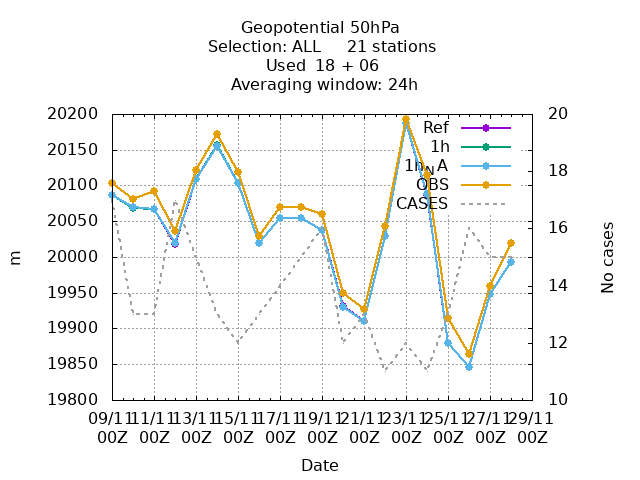 Geopotential 50hPa
Selection: ALL     21 stations
Used  18 + 06
Averaging window: 24h
20200
20150
20100
20050
20000
19950
19900
19850
19800
20
18
16
14
12
10
m
No cases
Ref
1h
1h_NA
OBS
CASES
09/11 11/11 13/11 15/11 17/11 19/11 21/11 23/11 25/11 27/11 29/11
00Z 00Z 00Z 00Z 00Z 00Z 00Z 00Z 00Z 00Z 00Z
Date